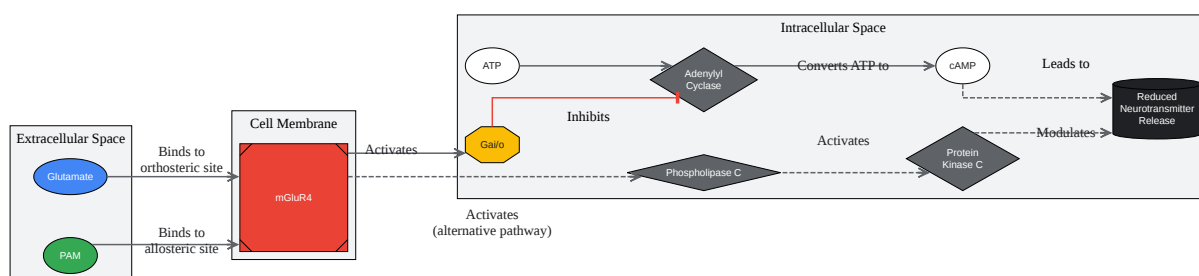 Intracellular Space
ATP
Adenylyl
Cyclase
Converts ATP to
cAMP
Leads to
Reduced
Neurotransmitter
Release
Inhibits
Cell Membrane
Extracellular Space
Binds to
orthosteric site
Glutamate
mGluR4
Activates
Gai/o
Activates
Modulates
Protein
Kinase C
Phospholipase C
Activates
(alternative pathway)
Binds to
allosteric site
PAM